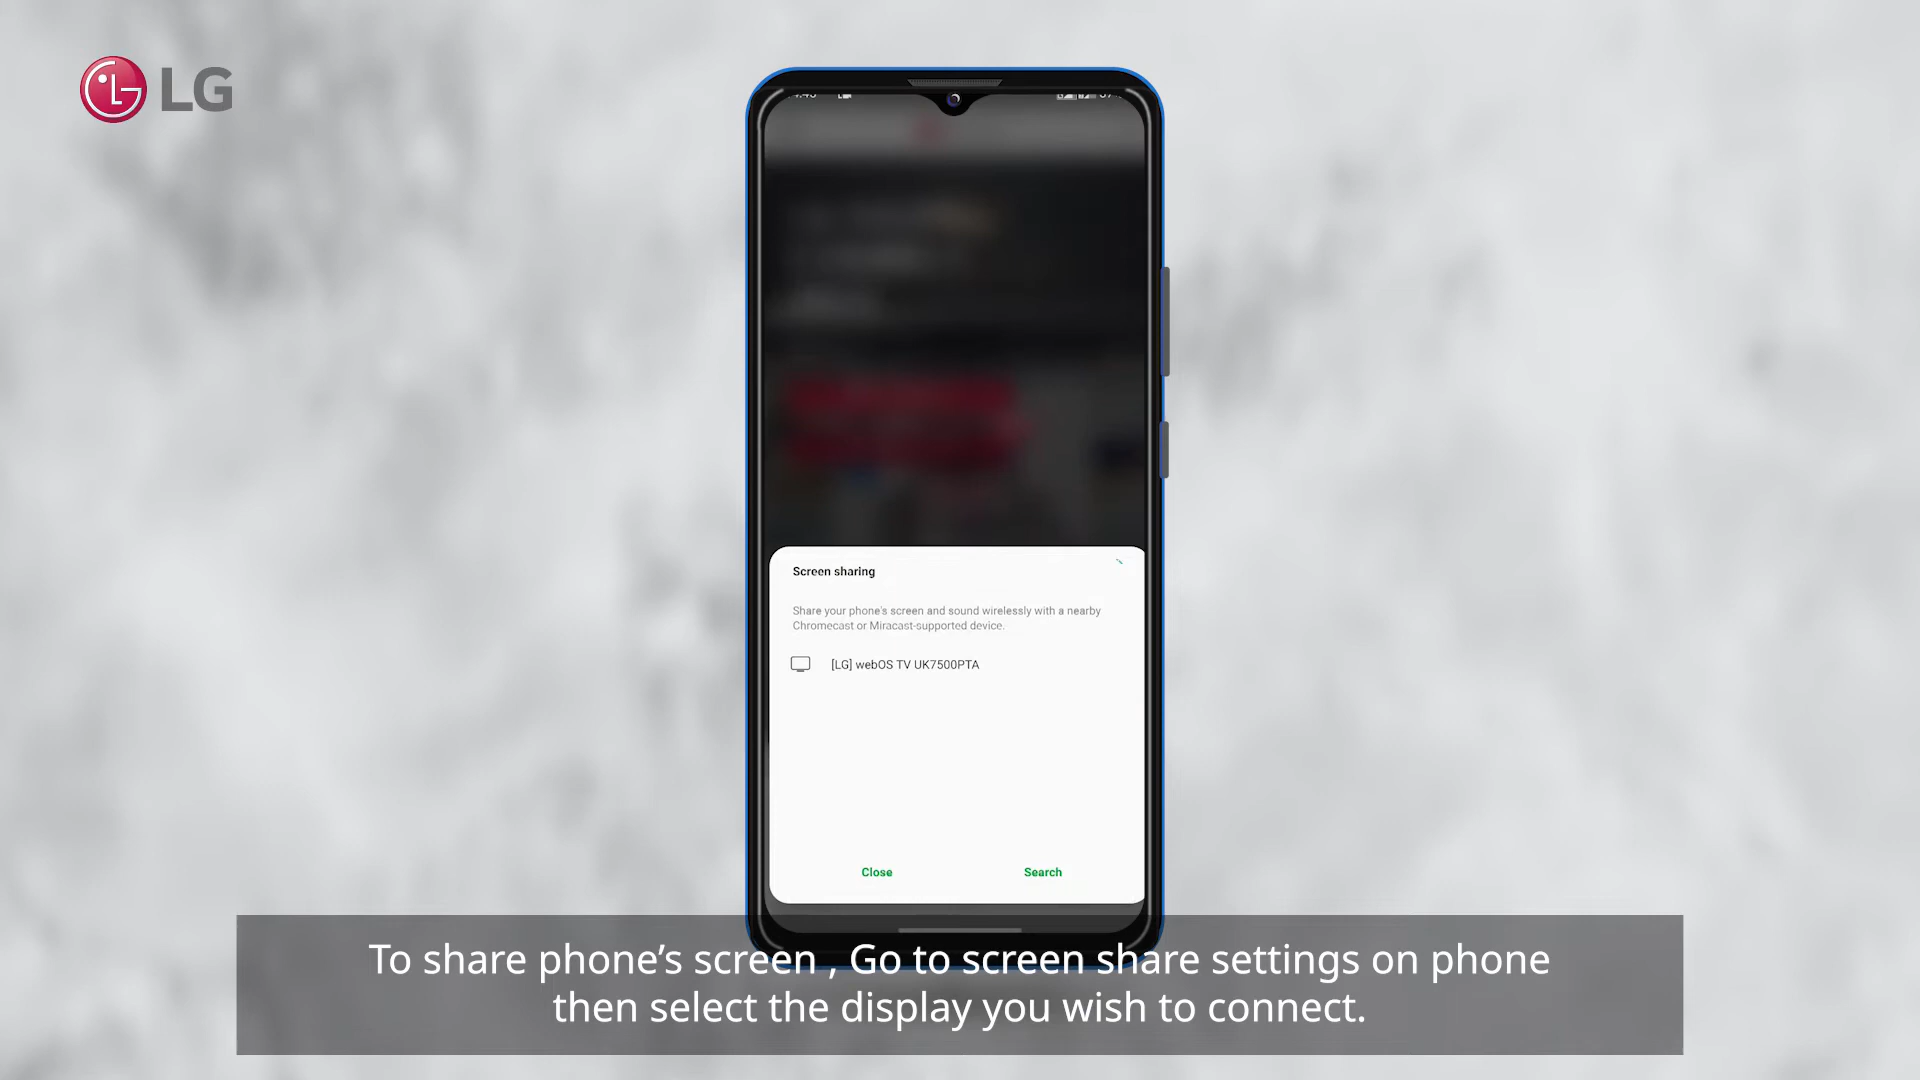 LG
Screen sharing
Share your phone's screen and sound wirelessly with a nearby
Chromecast or Miracast-supported device.
[LG] webOS TV UK7500PTA
Close
Search
To share phone’s screen , Go to screen share settings on phone
then select the display you wish to connect.